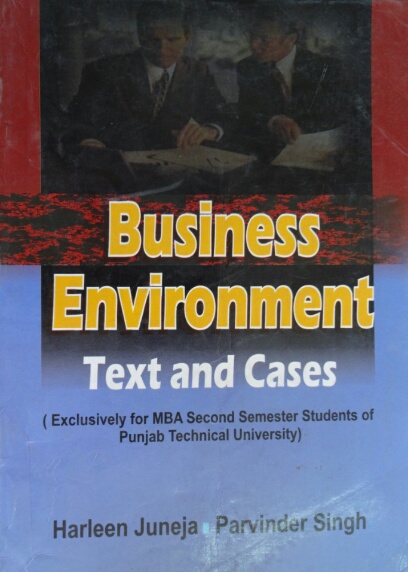 Business
Environment
Text and Cases
( Exclusively for MBA Second Semester Students of
Punjab Technical University)
Harleen Juneja Parvinder Singh